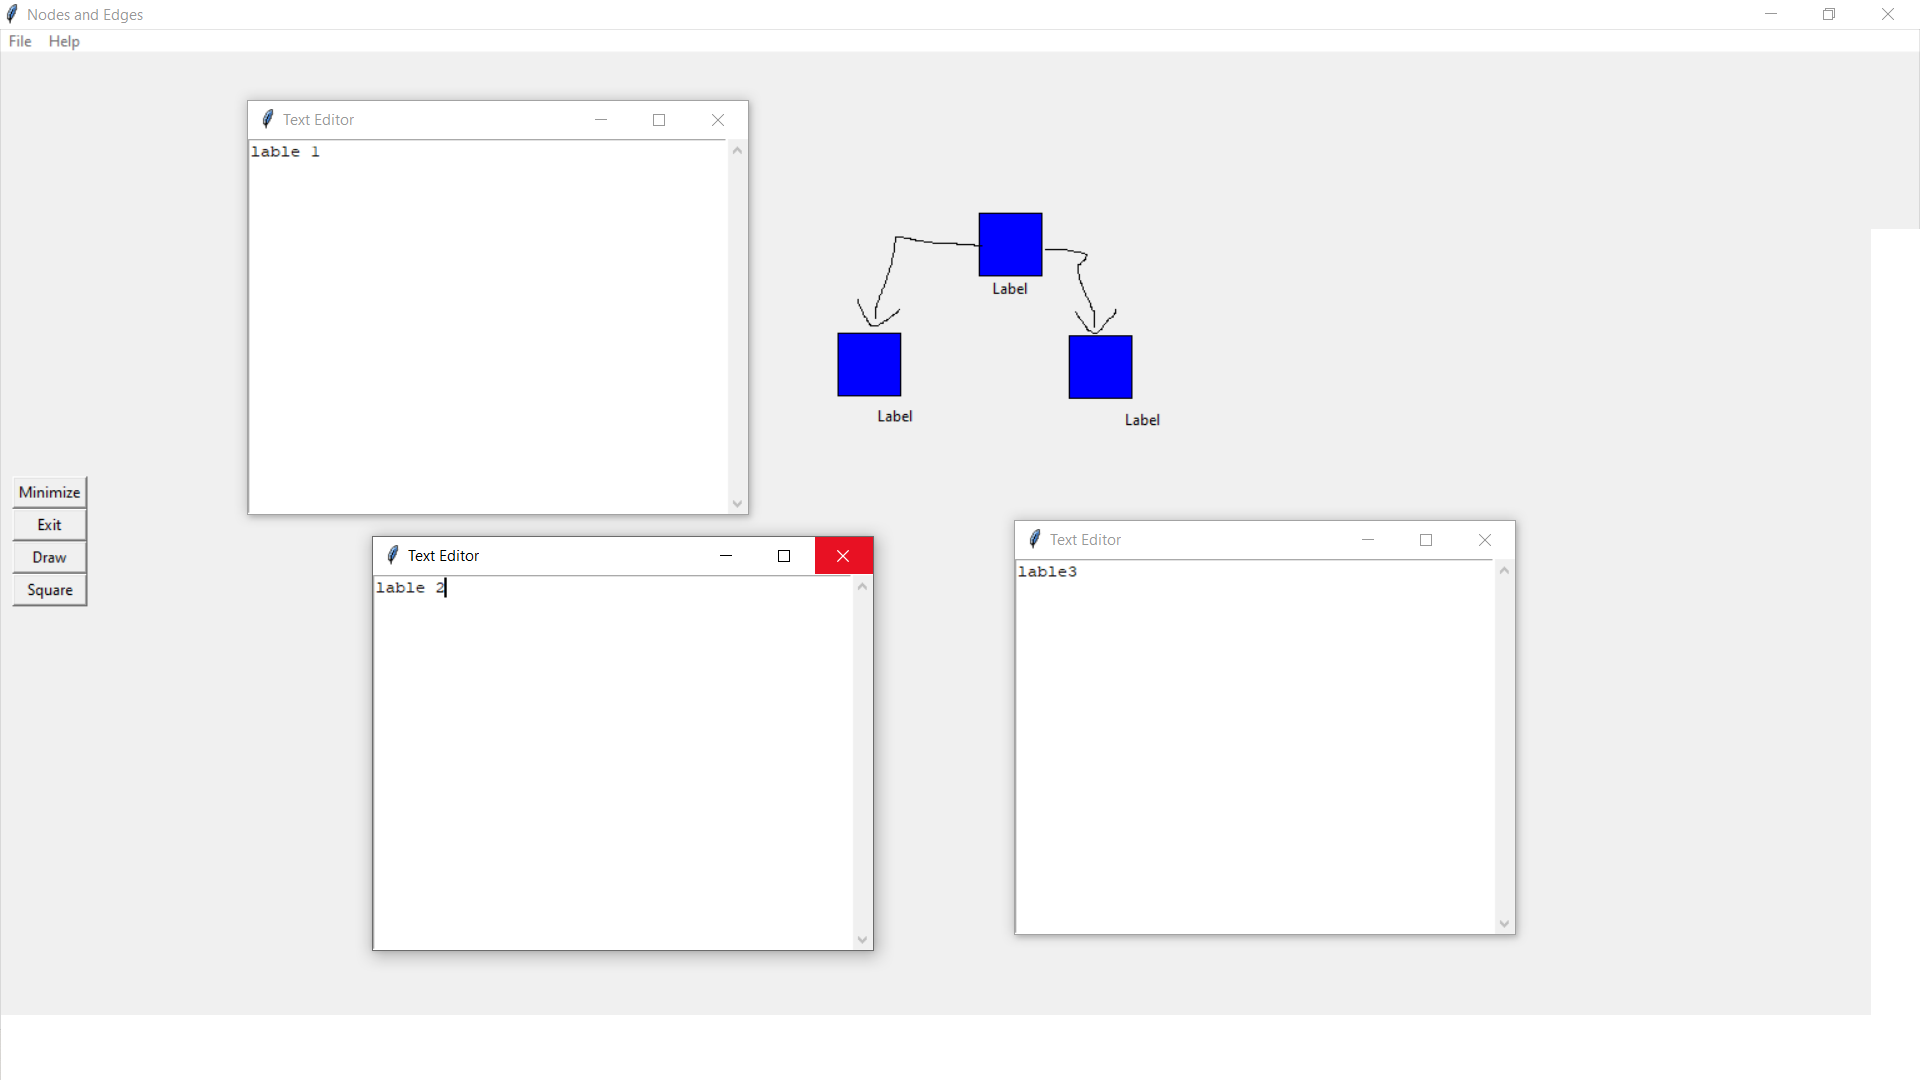 Nodes and Edges
File Help
Text Editor
lable 1
Label
Label
Label
Minimize
Exit
Draw
Square
Text Editor
lable 2
Text Editor
lable3